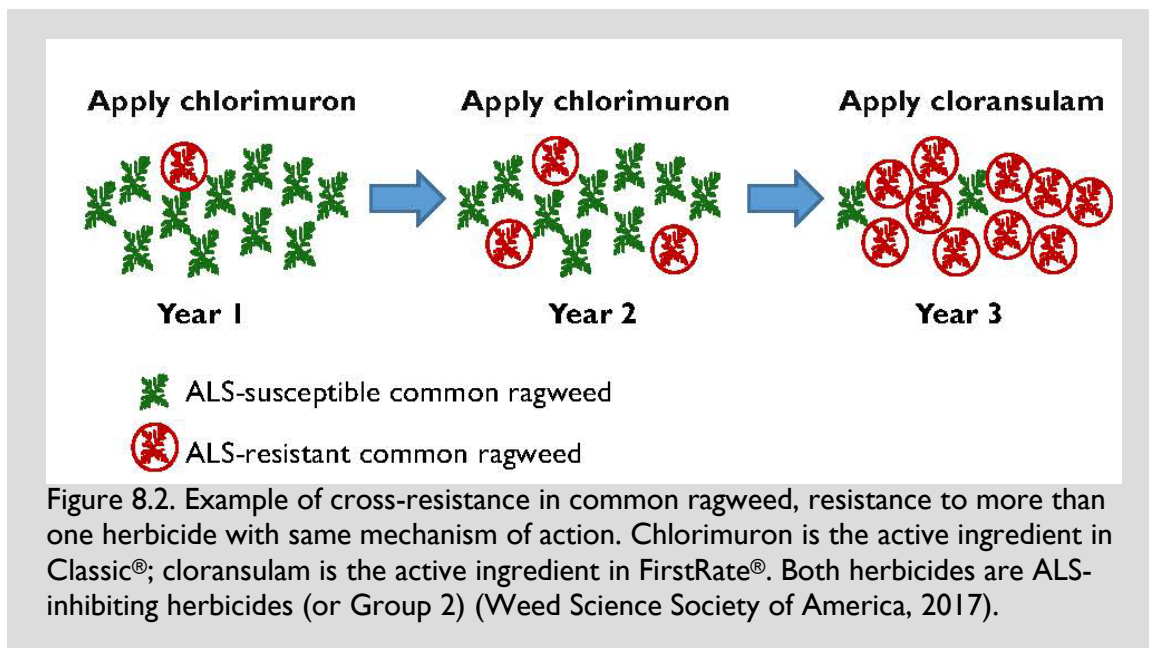 Apply chlorimuron Apply chlorimuron Apply cloransulam
Year 1 Year 2 Year 3
ALS-susceptible common ragweed
ALS-resistant common ragweed
Figure 8.2. Example of cross-resistance in common ragweed, resistance to more than
one herbicide with same mechanism of action. Chlorimuron is the active ingredient in
Classic®; cloransulam is the active ingredient in FirstRate®. Both herbicides are ALS-
inhibiting herbicides (or Group 2) (Weed Science Society of America, 2017).